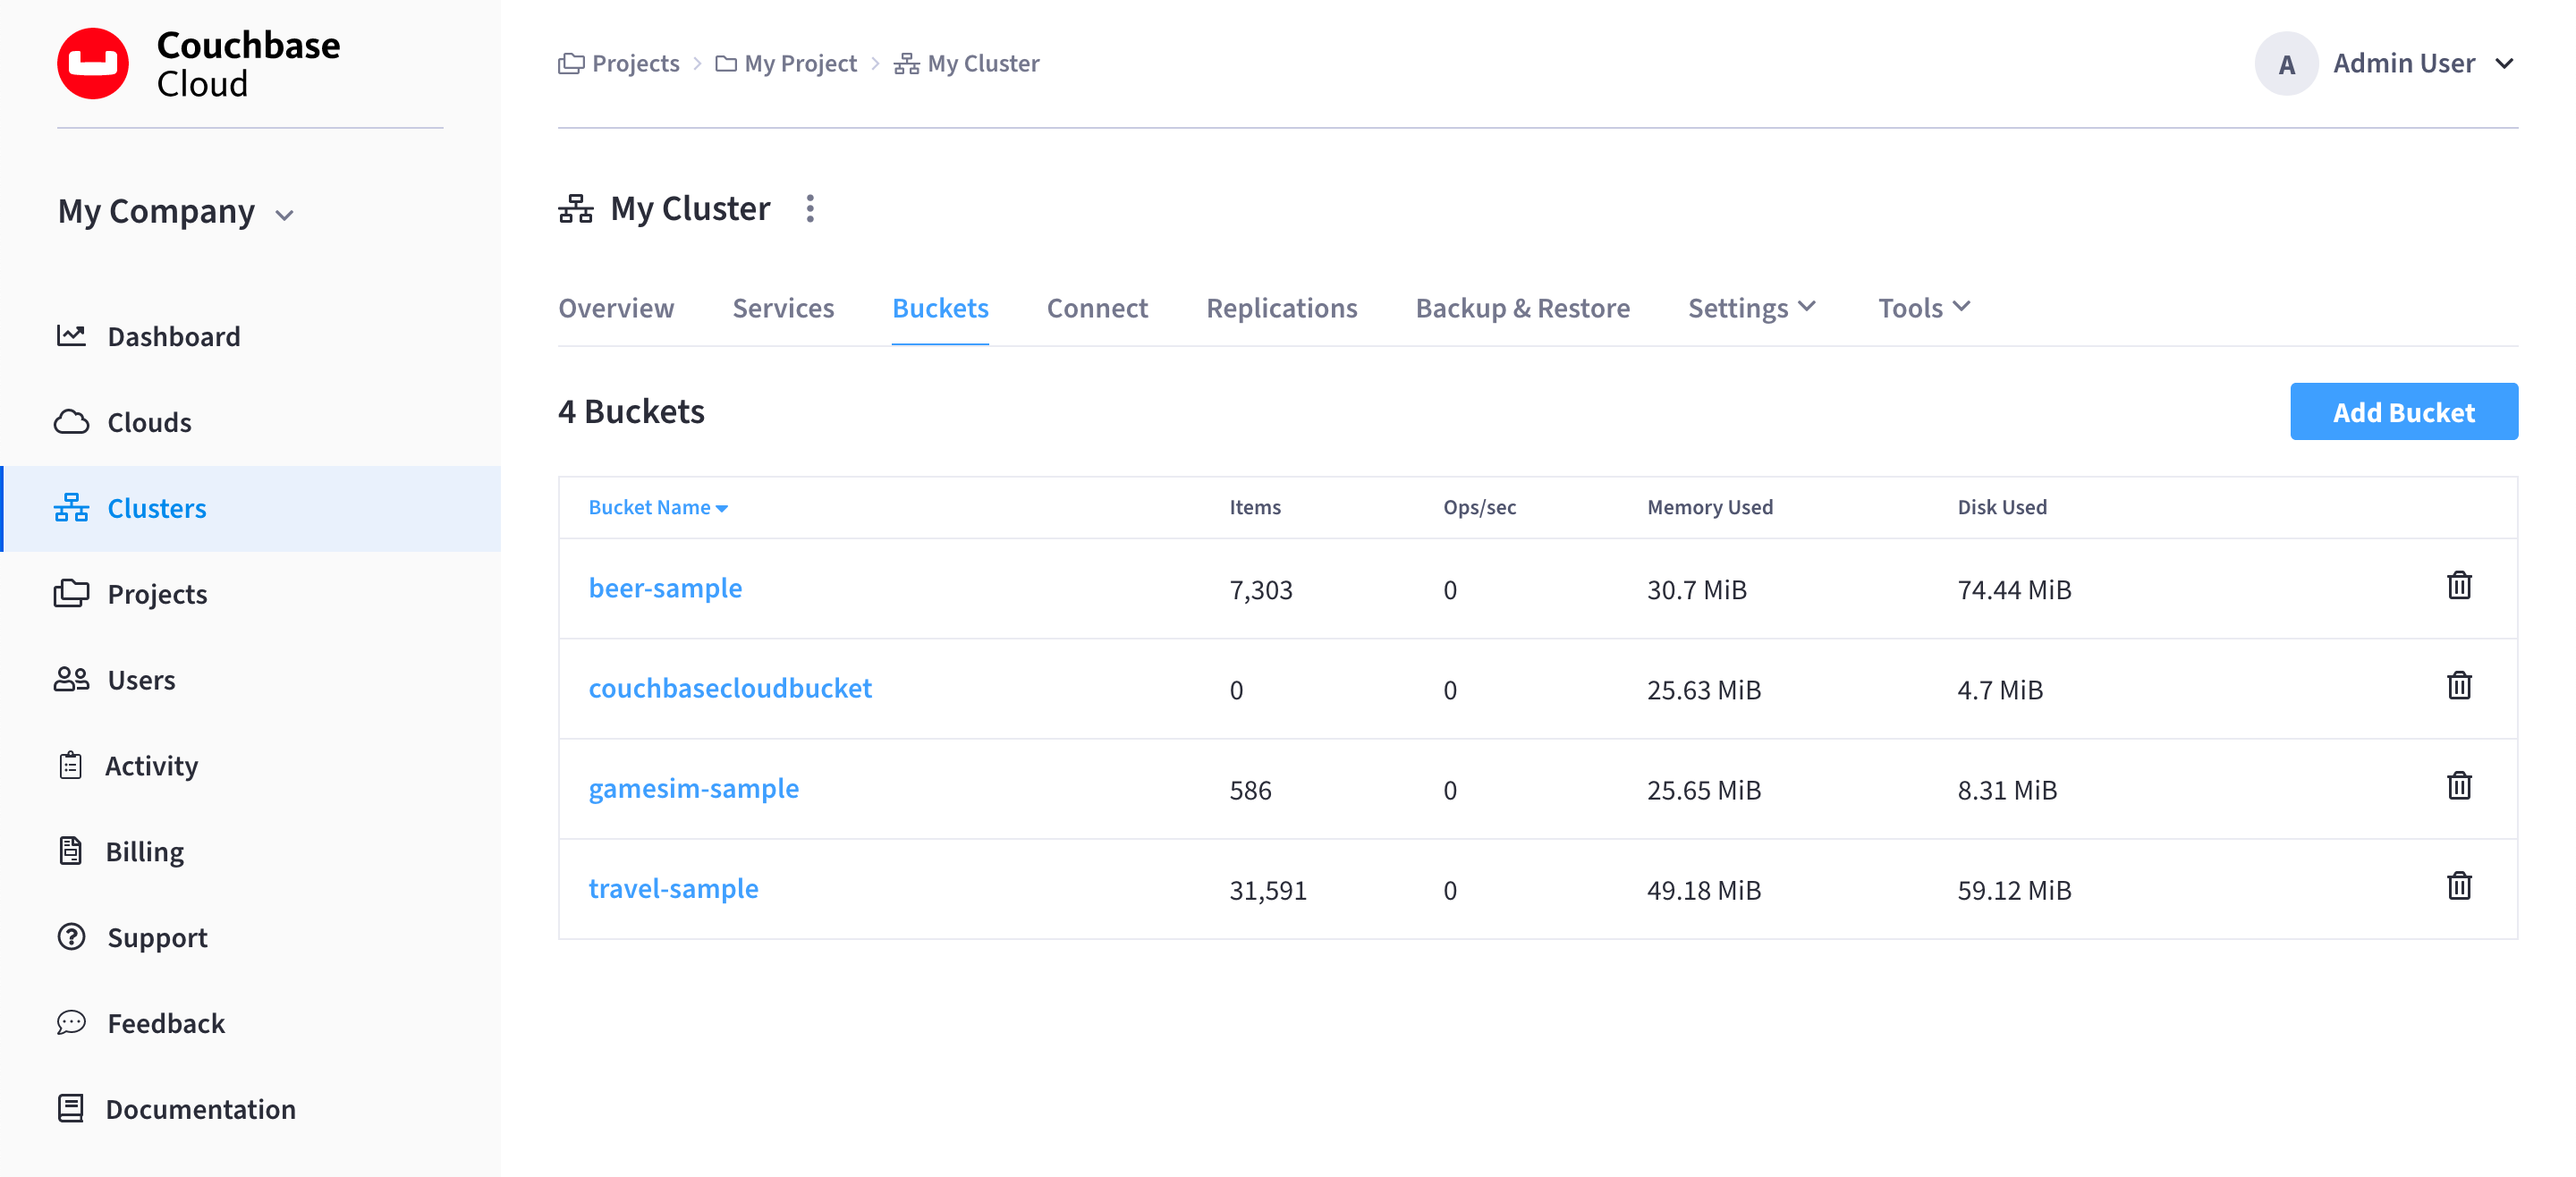 Couchbase
Cloud
My Company
Dashboard
Clouds
Clusters
Projects
Users
Activity
Billing
Support
Feedback
Documentation
Projects My Project My Cluster
A Admin User
My Cluster
Overview Services Buckets Connect Replications Backup & Restore Settings Tools
4 Buckets Add Bucket
Bucket Name Items Ops/sec Memory Used Disk Used
beer-sample 7,303 0 30.7 MiB 74.44 MiB
couchbasecloudbucket 0 0 25.63 MiB 4.7 MiB
gamesim-sample 586 0 25.65 MiB 8.31 MiB
travel-sample 31,591 0 49.18 MiB 59.12 MiB